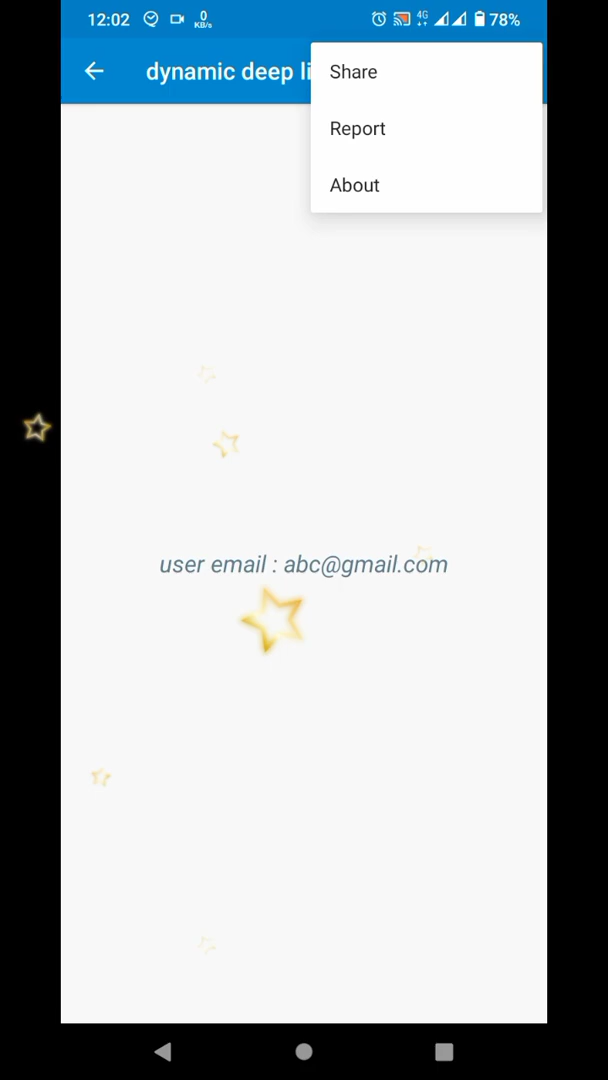 12:02 0 KB/s 4G 78%
dynamic deep li
Share
Report
About
user email : abc@gmail.com